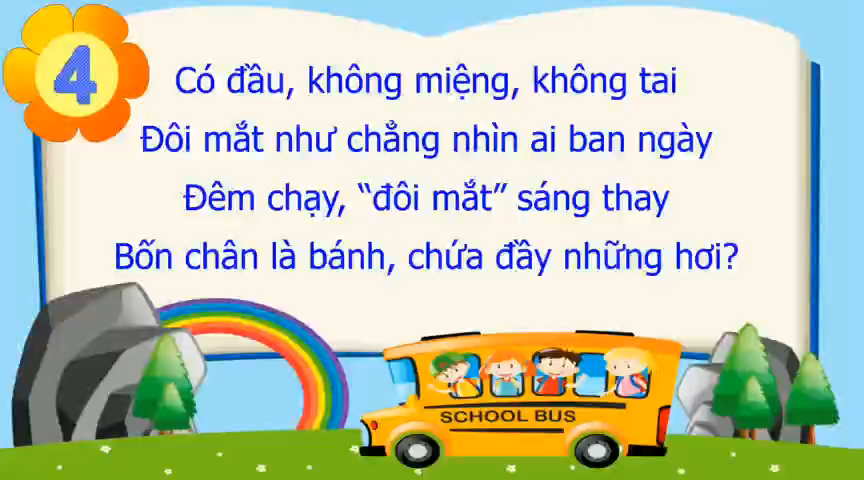 4
Có đầu, không miệng, không tai
Đôi mắt như chẳng nhìn ai ban ngày
Đêm chạy, “đôi mắt” sáng thay
Bốn chân là bánh, chứa đầy những hơi?
SCHOOL BUS